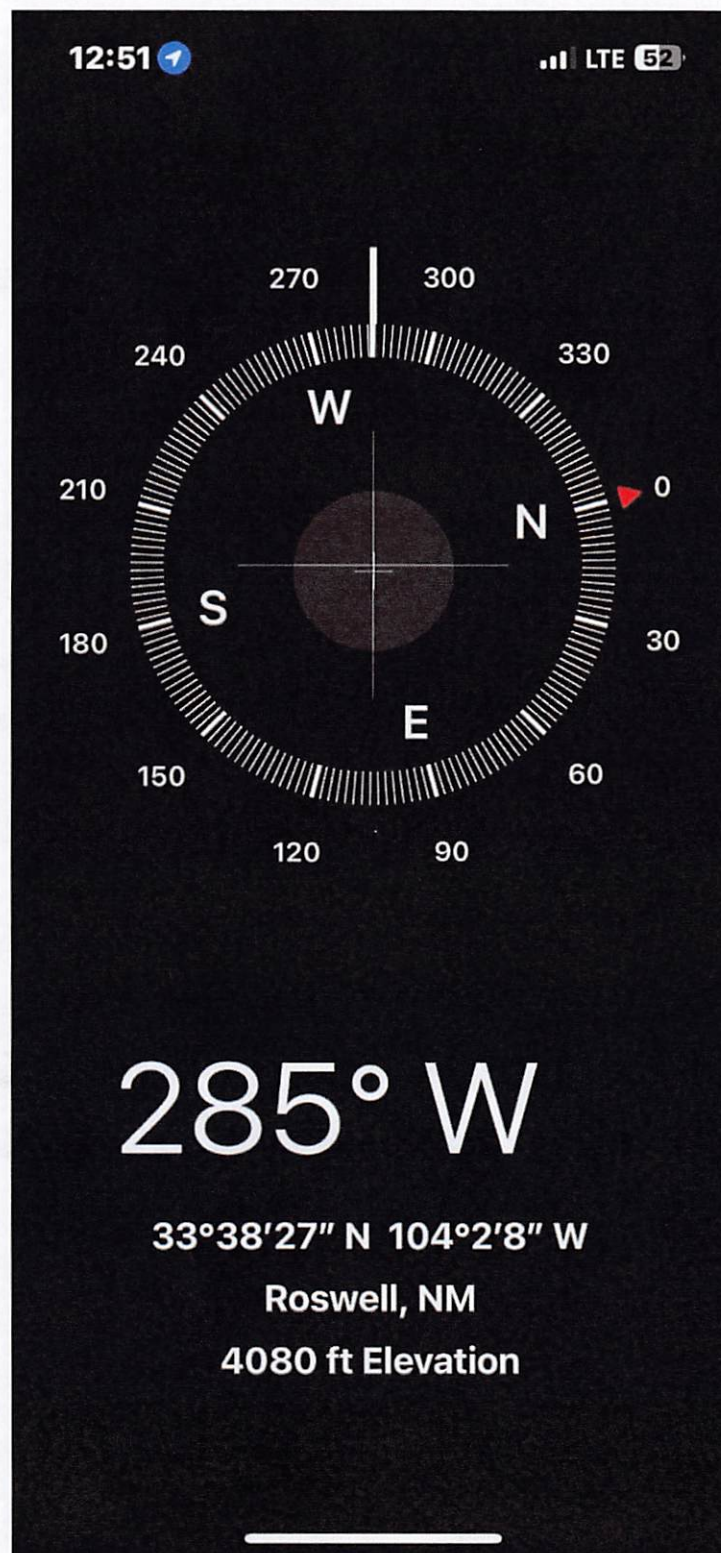 12:51 LTE 52
270 300
240 330
W
210 0
N
S
180 30
E
150 60
120 90
285° W
33°38'27" N 104°2'8" W
Roswell, NM
4080 ft Elevation